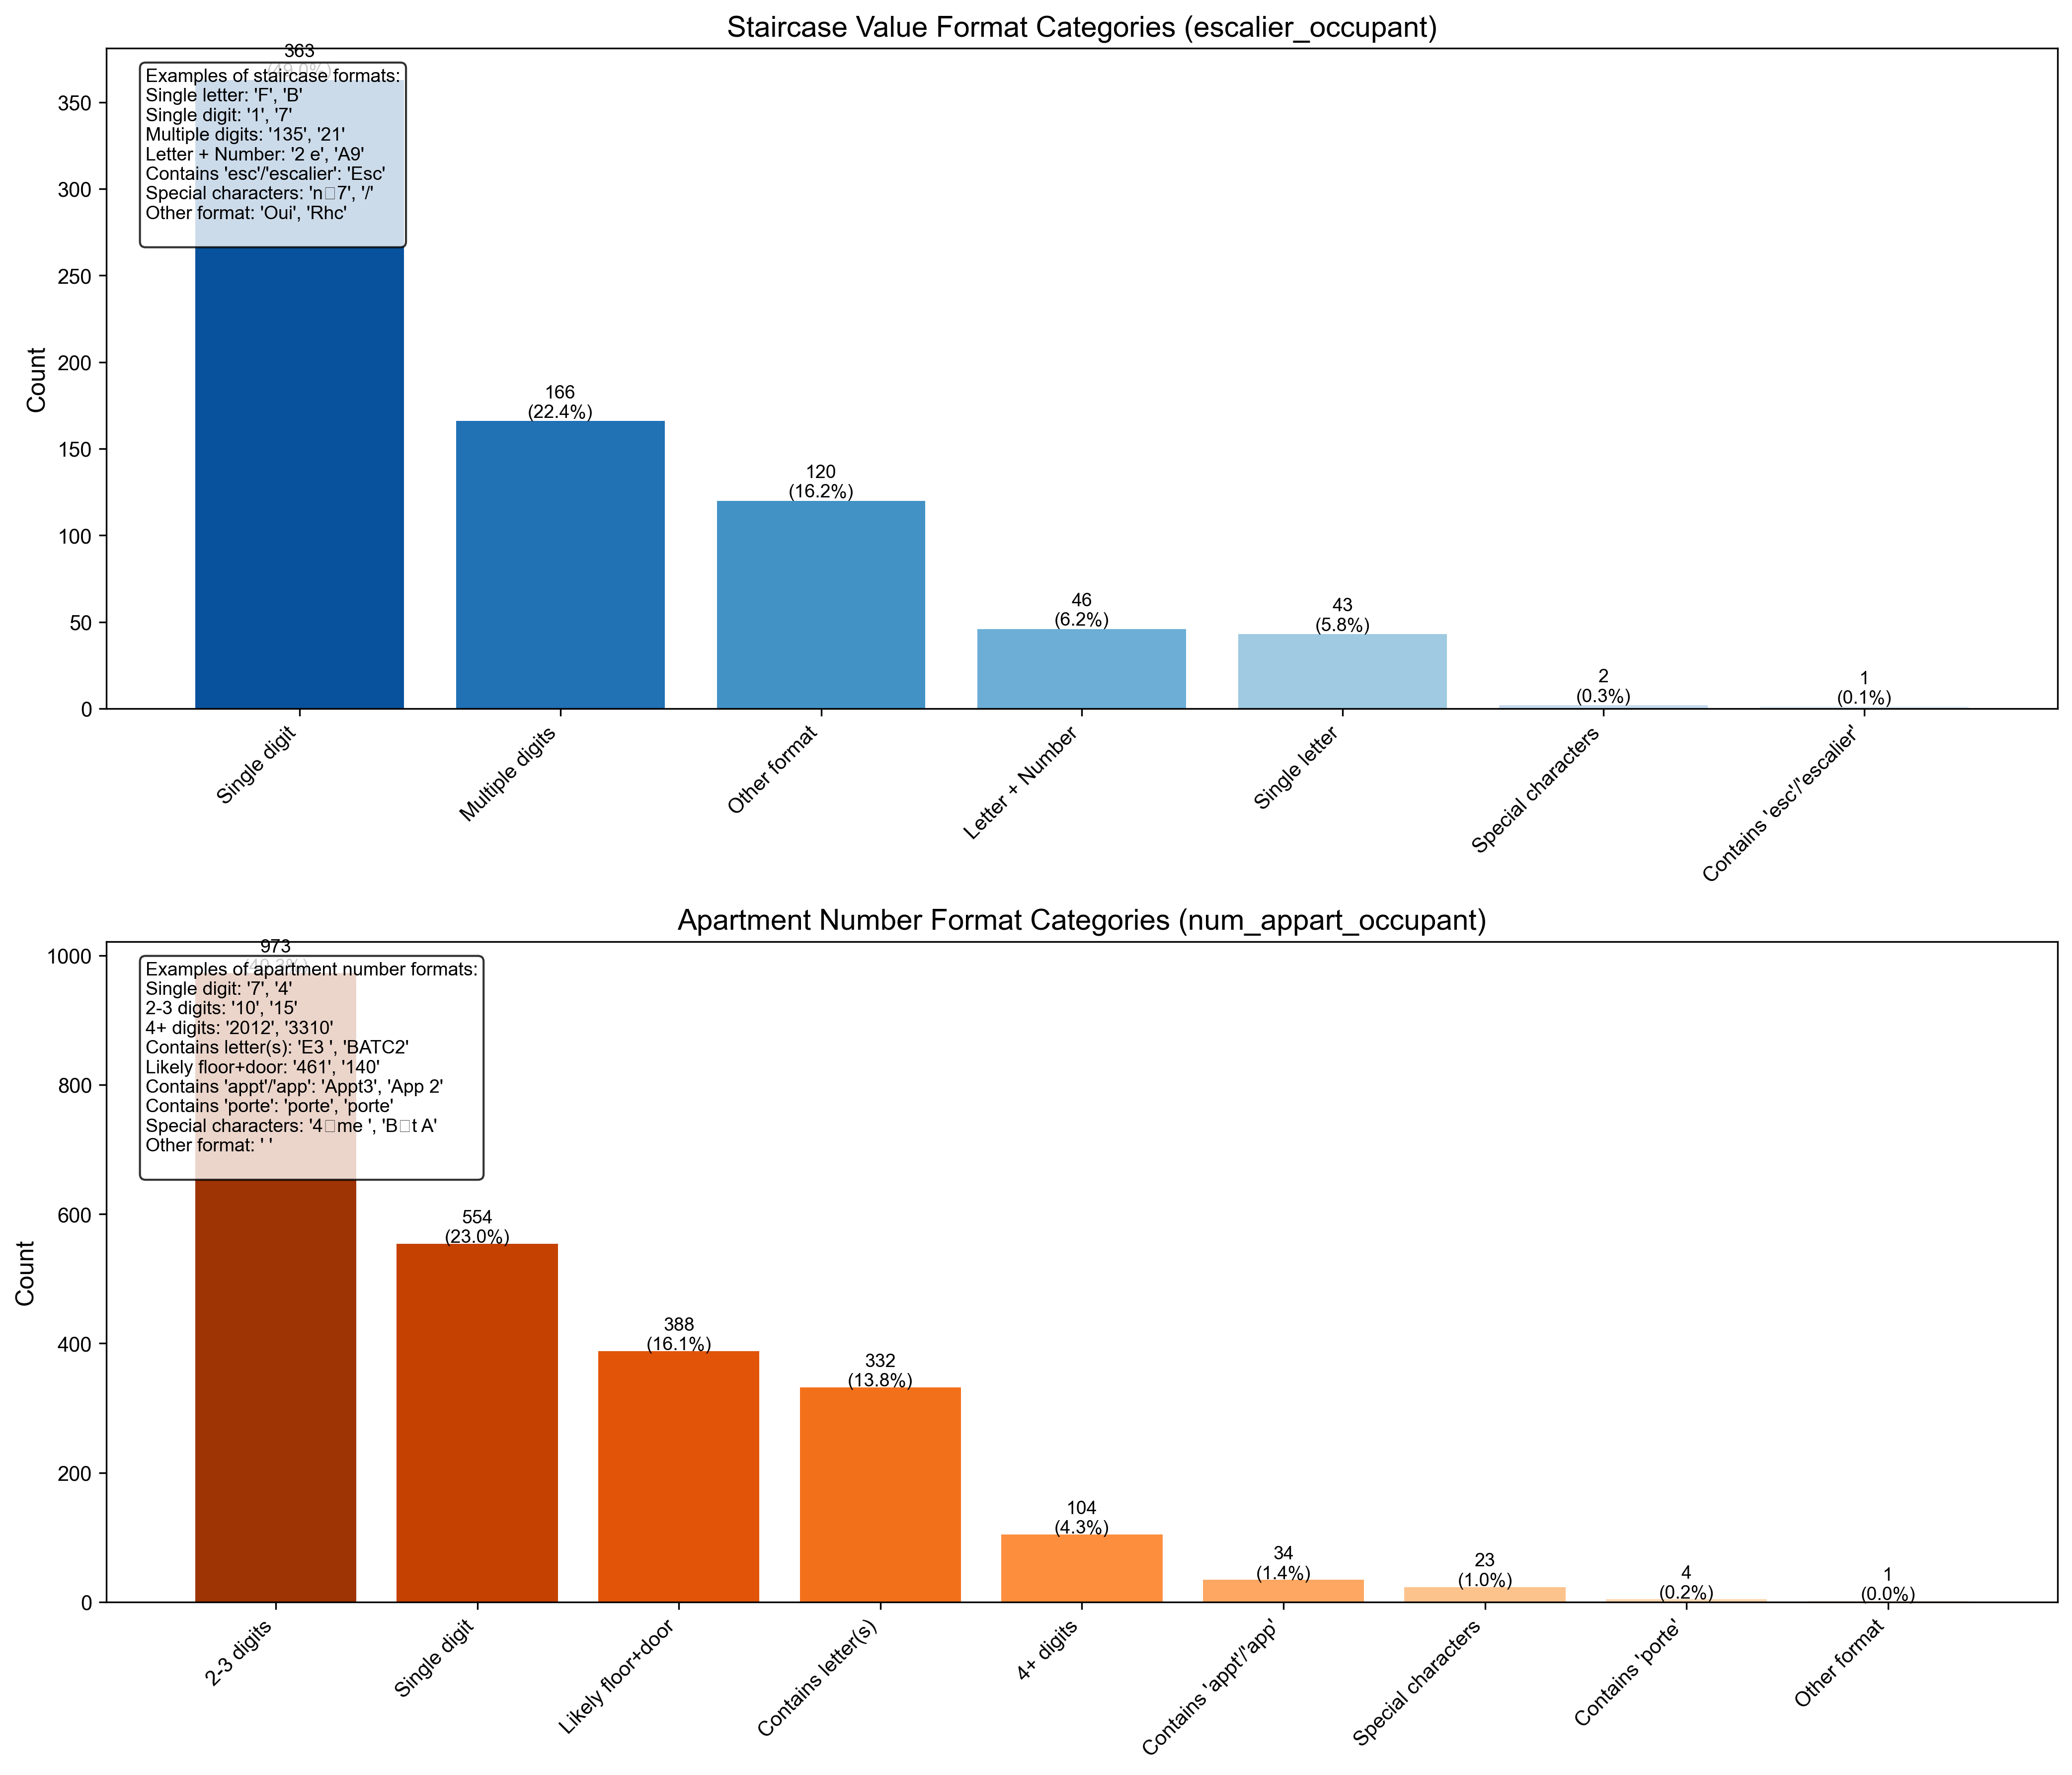 Staircase Value Format Categories (escalier_occupant)
363
(49.0%)
Examples of staircase formats:
Single letter: 'F', 'B'
Single digit: '1', '7'
Multiple digits: '135', '21'
Letter + Number: '2 e', 'A9'
Contains 'esc'/'escalier': 'Esc'
Special characters: 'n□7', '/'
Other format: 'Oui', 'Rhc'
350
300
250
200
150
100
50
0
Count
166
(22.4%)
120
(16.2%)
46
(6.2%)
43
(5.8%)
2
(0.3%)
1
(0.1%)
Single digit
Multiple digits
Other format
Letter + Number
Single letter
Special characters
Contains 'esc'/'escalier'
Apartment Number Format Categories (num_appart_occupant)
973
(40.3%)
Examples of apartment number formats:
Single digit: '7', '4'
2-3 digits: '10', '15'
4+ digits: '2012', '3310'
Contains letter(s): 'E3 ', 'BATC2'
Likely floor+door: '461', '140'
Contains 'appt'/'app': 'Appt3', 'App 2'
Contains 'porte': 'porte', 'porte'
Special characters: '4□me ', 'B□t A'
Other format: ' '
1000
800
600
400
200
0
Count
554
(23.0%)
388
(16.1%)
332
(13.8%)
104
(4.3%)
34
(1.4%)
23
(1.0%)
4
(0.2%)
1
(0.0%)
2-3 digits
Single digit
Likely floor+door
Contains letter(s)
4+ digits
Contains 'appt'/'app'
Special characters
Contains 'porte'
Other format